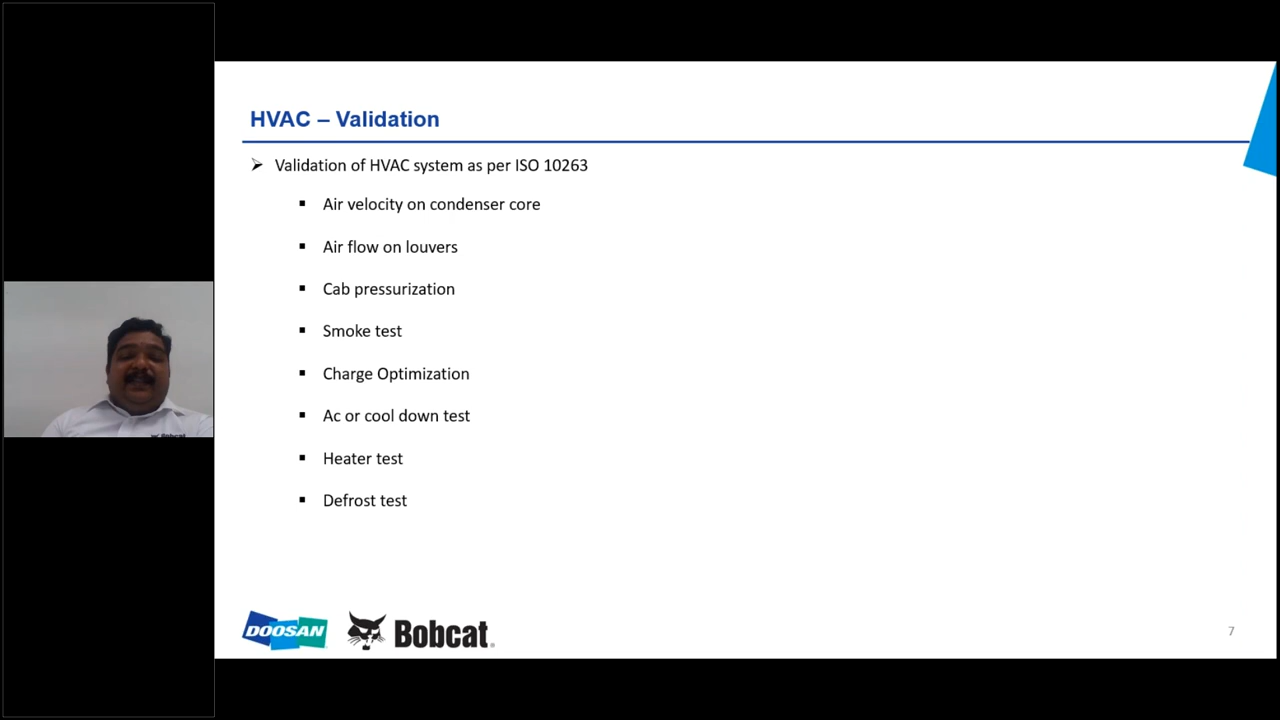 HVAC – Validation
➢ Validation of HVAC system as per ISO 10263
▪ Air velocity on condenser core
▪ Air flow on louvers
▪ Cab pressurization
▪ Smoke test
▪ Charge Optimization
▪ Ac or cool down test
▪ Heater test
▪ Defrost test
Bobcat
DOOSAN Bobcat®
7